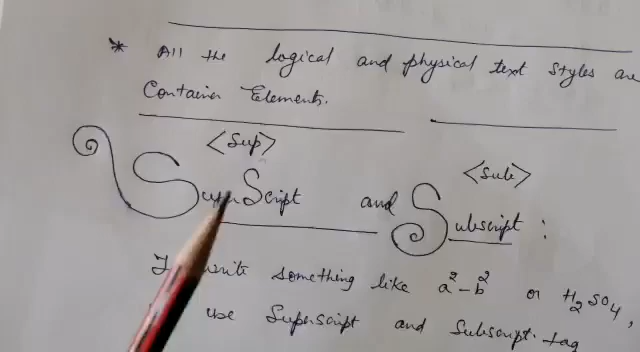 * All the logical and physical text styles are
Container Elements.
<Sup> <Sub>
SuperScript and Subscript:
write something like a²-b² or H₂SO₄,
use Superscript and Subscript tag